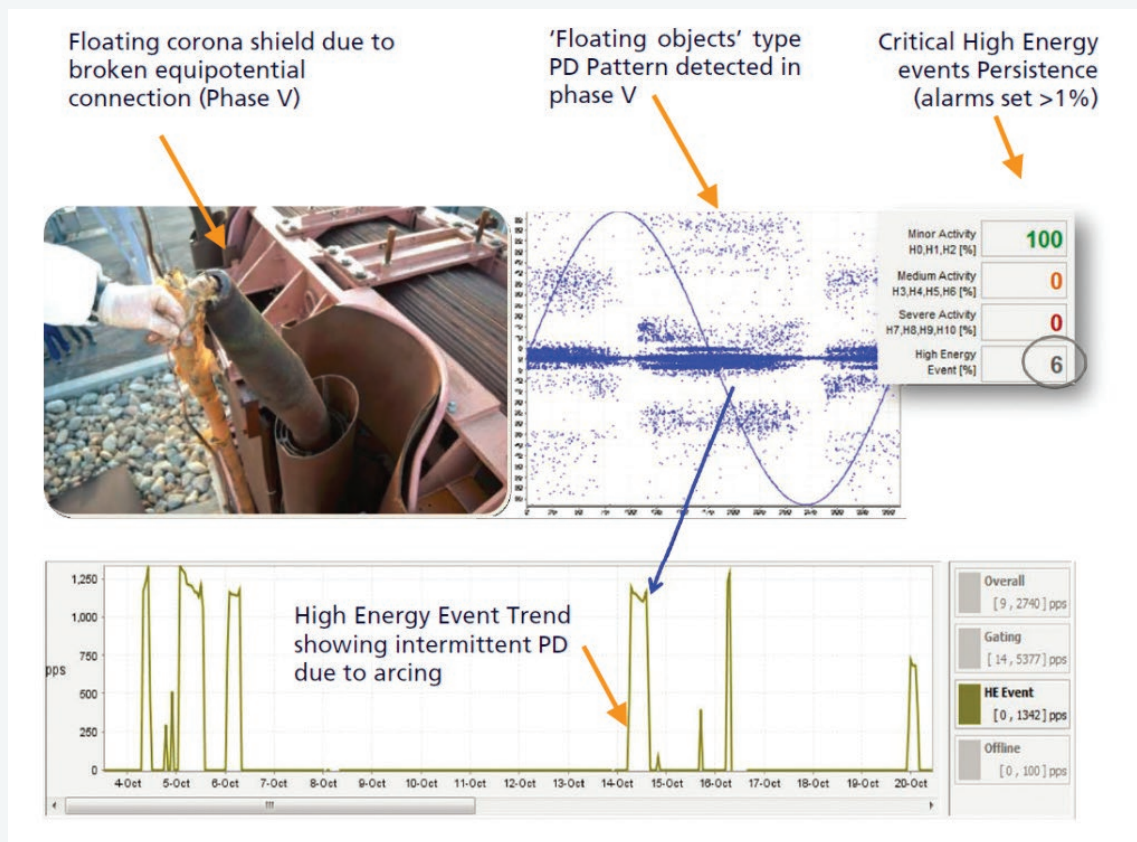 Floating corona shield due to
broken equipotential
connection (Phase V)
'Floating objects' type
PD Pattern detected in
phase V
Critical High Energy
events Persistence
(alarms set >1%)
Minor Activity
H0,H1,H2 [%]
100
Medium Activity
H3,H4,H5,H6 [%]
0
Severe Activity
H7,H8,H9,H10 [%]
0
High Energy
Event [%]
6
High Energy Event Trend
showing intermittent PD
due to arcing
pps
1,250
1,000
750
500
250
0
4-Oct 5-Oct 6-Oct 7-Oct 8-Oct 9-Oct 10-Oct 11-Oct 12-Oct 13-Oct 14-Oct 15-Oct 16-Oct 17-Oct 18-Oct 19-Oct 20-Oct
Overall
[9 , 2740] pps
Gating
[14 , 5377] pps
HE Event
[0 , 1342] pps
Offline
[0 , 100] pps